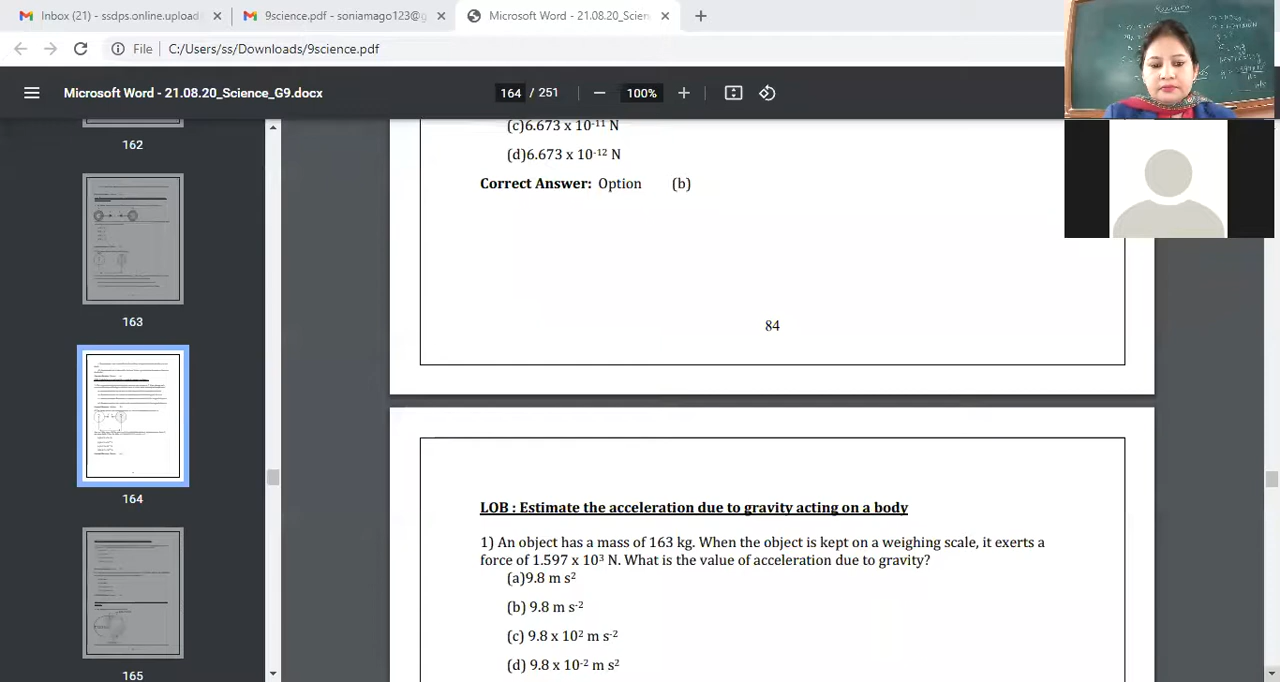 Inbox (21) - ssdps.online.upload
9science.pdf - soniamago123@g
Microsoft Word - 21.08.20_Scien
File
C:/Users/ss/Downloads/9science.pdf
Microsoft Word - 21.08.20_Science_G9.docx
164 / 251
100%
162
163
164
165
(c)6.673 x 10⁻¹¹ N
(d)6.673 x 10⁻¹² N
Correct Answer: Option (b)
84
LOB : Estimate the acceleration due to gravity acting on a body
1) An object has a mass of 163 kg. When the object is kept on a weighing scale, it exerts a
force of 1.597 x 10³ N. What is the value of acceleration due to gravity?
(a)9.8 m s²
(b) 9.8 m s⁻²
(c) 9.8 x 10² m s⁻²
(d) 9.8 x 10⁻² m s²